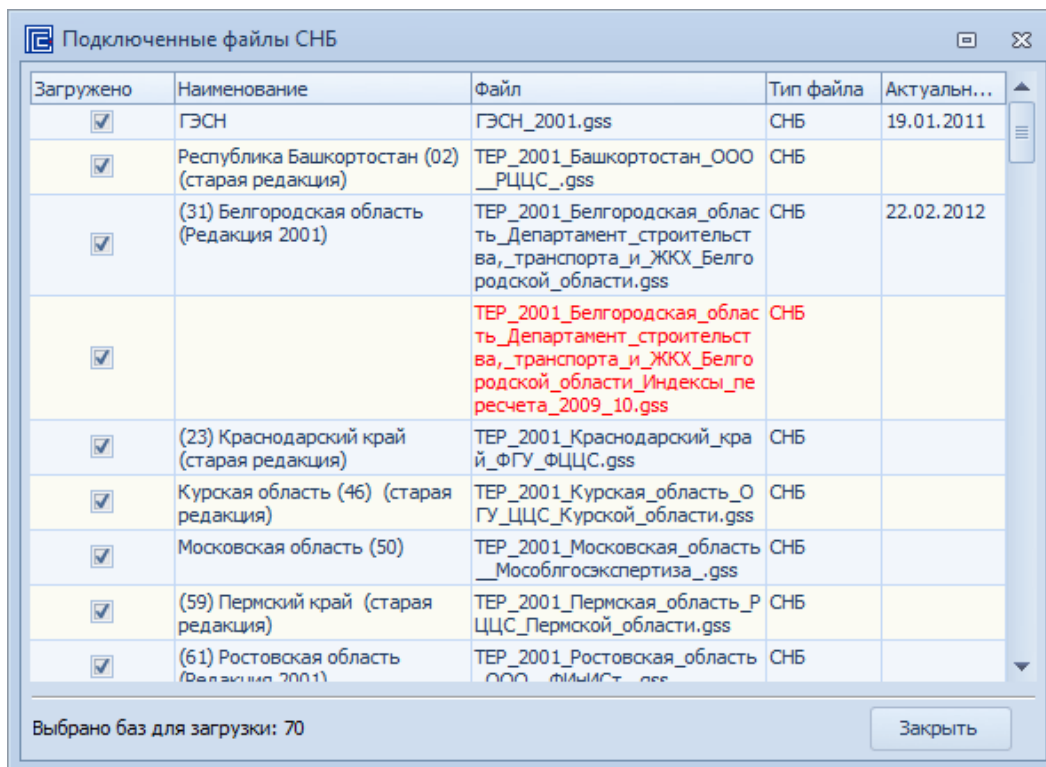 Подключенные файлы СНБ
Загружено Наименование Файл Тип файла Актуальн...
ГЭСН ГЭСН_2001.gss СНБ 19.01.2011
Республика Башкортостан (02) ТЕР_2001_Башкортостан_ООО СНБ
(старая редакция) __РЦЦС_.gss
(31) Белгородская область ТЕР_2001_Белгородская_облас СНБ 22.02.2012
(Редакция 2001) ть_Департамент_строительст
ва,_транспорта_и_ЖКХ_Белго
родской_области.gss
ТЕР_2001_Белгородская_облас СНБ
ть_Департамент_строительст
ва,_транспорта_и_ЖКХ_Белго
родской_области_Индексы_пе
ресчета_2009_10.gss
(23) Краснодарский край ТЕР_2001_Краснодарский_кра СНБ
(старая редакция) й_ФГУ_ФЦЦС.gss
Курская область (46) (старая ТЕР_2001_Курская_область_О СНБ
редакция) ГУ_ЦЦС_Курской_области.gss
Московская область (50) ТЕР_2001_Московская_область СНБ
__Мособлгосэкспертиза_.gss
(59) Пермский край (старая ТЕР_2001_Пермская_область_Р СНБ
редакция) ЦЦС_Пермской_области.gss
(61) Ростовская область ТЕР_2001_Ростовская_область СНБ
(Редакция 2001) _ООО__ФИНИСт_.gss
Выбрано баз для загрузки: 70 Закрыть